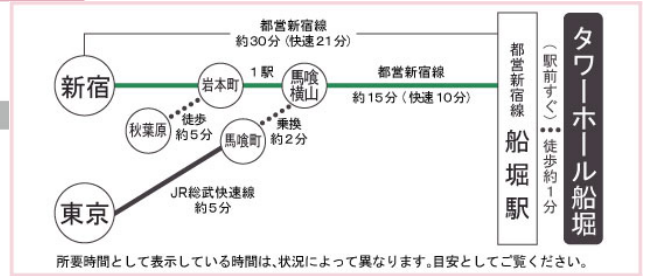 都営新宿線
約30分（快速21分）
新宿
岩本町
1駅
馬喰
横山
都営新宿線
約15分（快速10分）
秋葉原
徒歩
約5分
馬喰町
乗換
約2分
東京
JR総武快速線
約5分
都営新宿線
船堀駅
（駅前すぐ）
徒歩約1分
タワーホール船堀
所要時間として表示している時間は、状況によって異なります。目安としてご覧ください。